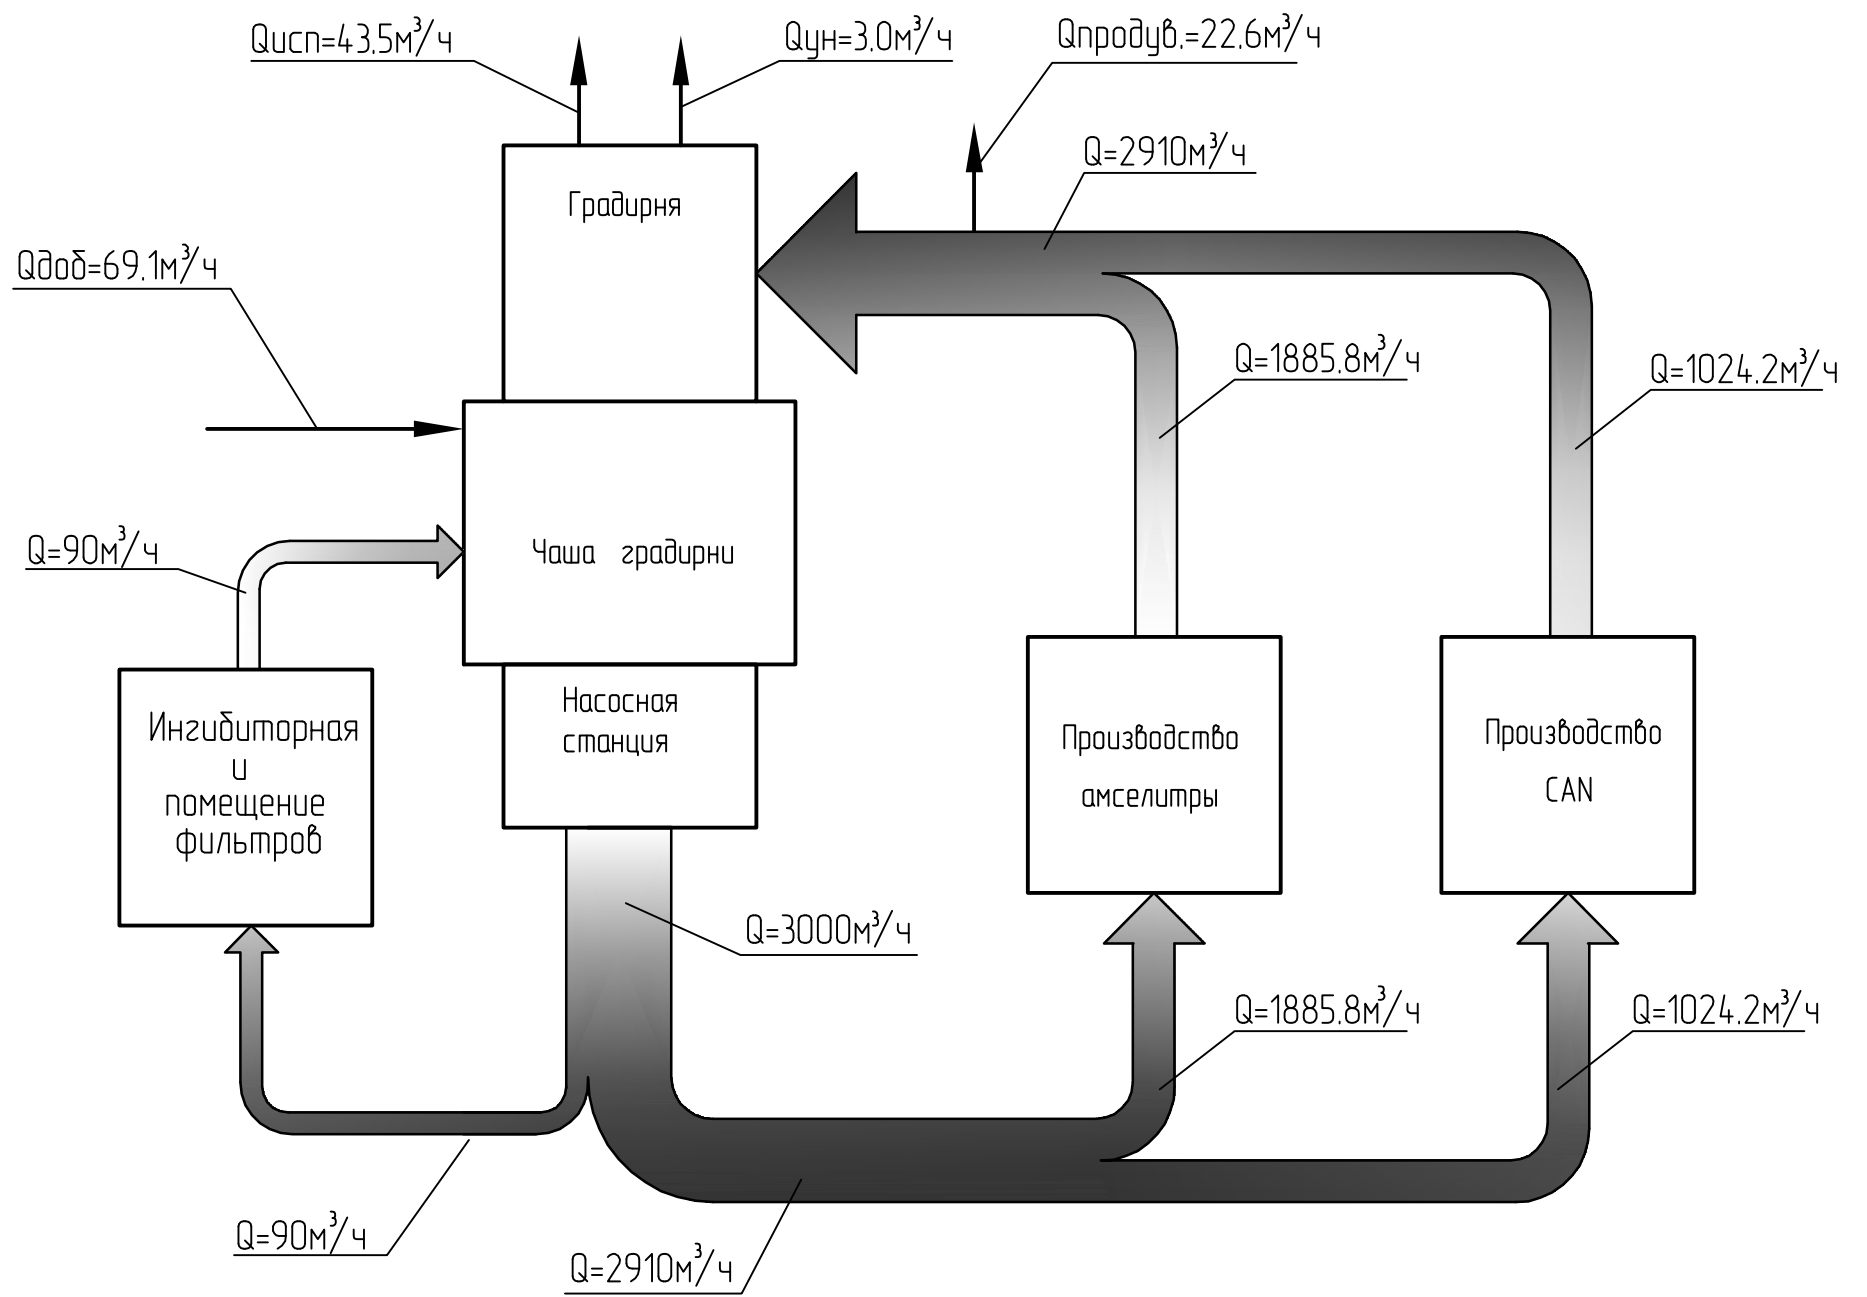 Qисп=43,5м³/ч
Qун=3,0м³/ч
Qпродув.=22,6м³/ч
Q=2910м³/ч
Градирня
Qдоб=69,1м³/ч
Q=1885,8м³/ч
Q=1024,2м³/ч
Q=90м³/ч
Чаша градирни
Насосная
станция
Ингибиторная
и
помещение
фильтров
Производство
амселитры
Производство
CAN
Q=3000м³/ч
Q=1885,8м³/ч
Q=1024,2м³/ч
Q=90м³/ч
Q=2910м³/ч